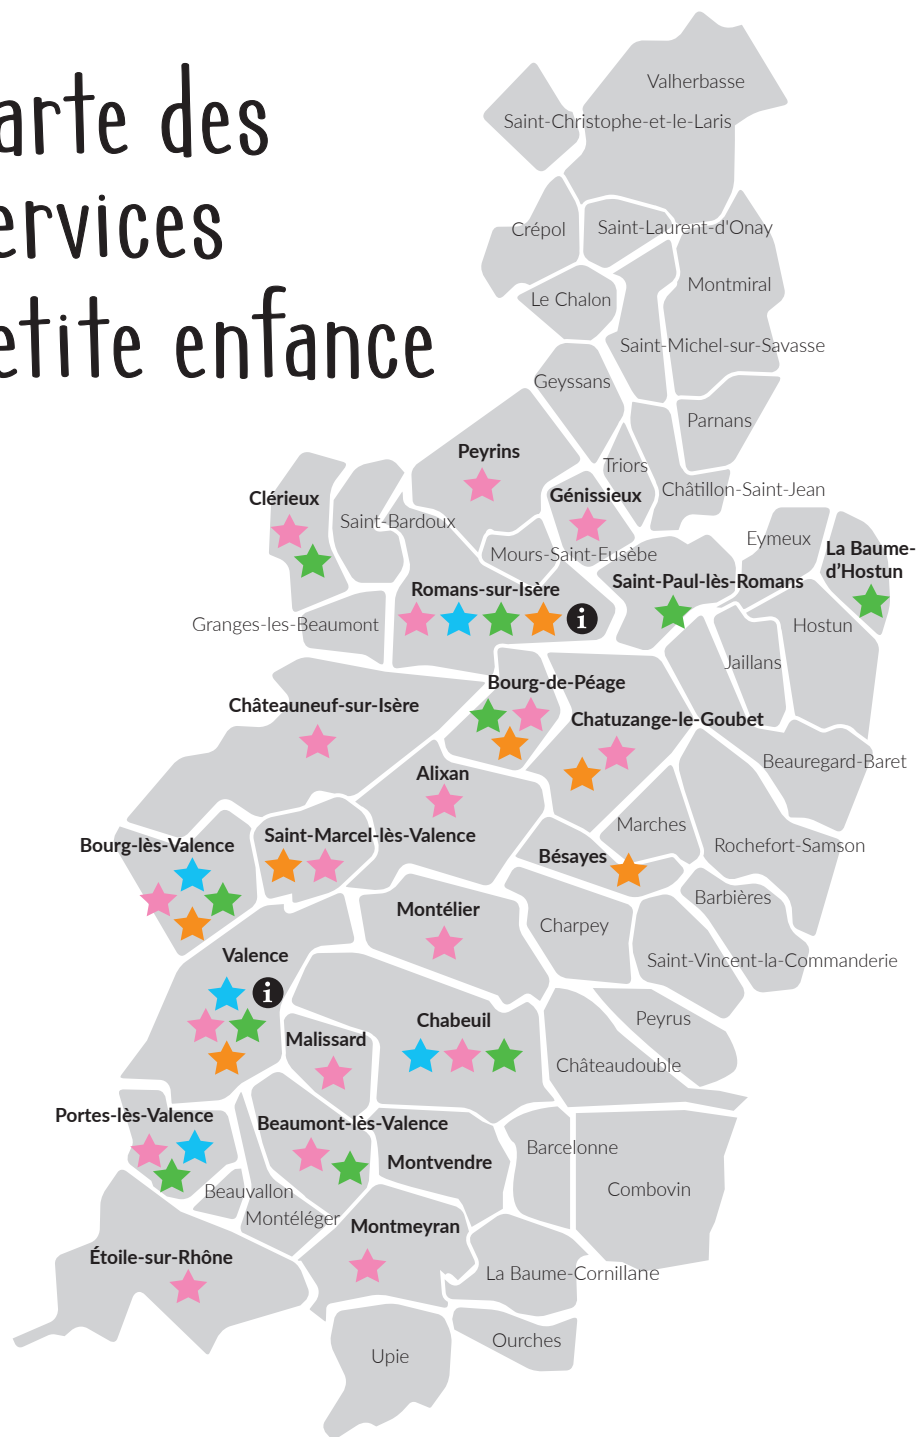 arte des
ervices
etite enfance
Valherbasse
Saint-Christophe-et-le-Laris
Crépol
Saint-Laurent-d'Onay
Montmiral
Le Chalon
Saint-Michel-sur-Savasse
Geyssans
Parnans
Peyrins
Triors
Châtillon-Saint-Jean
Clérieux
Génissieux
Saint-Bardoux
Mours-Saint-Eusèbe
Eymeux
La Baume-
d'Hostun
Romans-sur-Isère
i
Saint-Paul-lès-Romans
Granges-les-Beaumont
Hostun
Jaillans
Bourg-de-Péage
Châteauneuf-sur-Isère
Chatuzange-le-Goubet
Beauregard-Baret
Alixan
Marches
Saint-Marcel-lès-Valence
Bourg-lès-Valence
Rochefort-Samson
Bésayes
Barbières
Montélier
Charpey
Valence
i
Saint-Vincent-la-Commanderie
Peyrus
Chabeuil
Malissard
Châteaudouble
Portes-lès-Valence
Beaumont-lès-Valence
Barcelonne
Montvendre
Beauvallon
Combovin
Montéléger
Montmeyran
Étoile-sur-Rhône
La Baume-Cornillane
Ourches
Upie